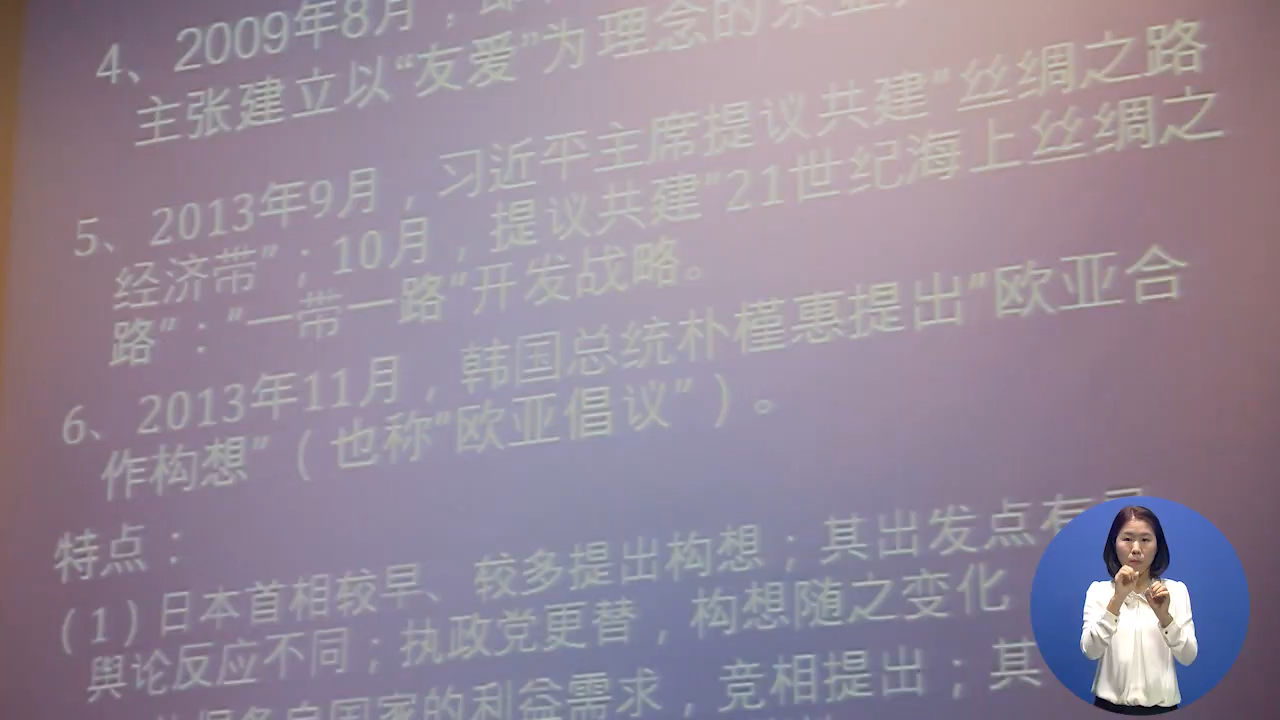 4、2009年8月，
主张建立以“友爱”为理念的东亚
5、2013年9月，习近平主席提议共建“丝绸之路
经济带”；10月，提议共建“21世纪海上丝绸之
路”：“一带一路”开发战略。
6、2013年11月，韩国总统朴槿惠提出“欧亚合
作构想”（也称“欧亚倡议”）。
特点：
（1）日本首相较早、较多提出构想；其出发点有
舆论反应不同；执政党更替，构想随之变化
国家的利益需求，竞相提出；其